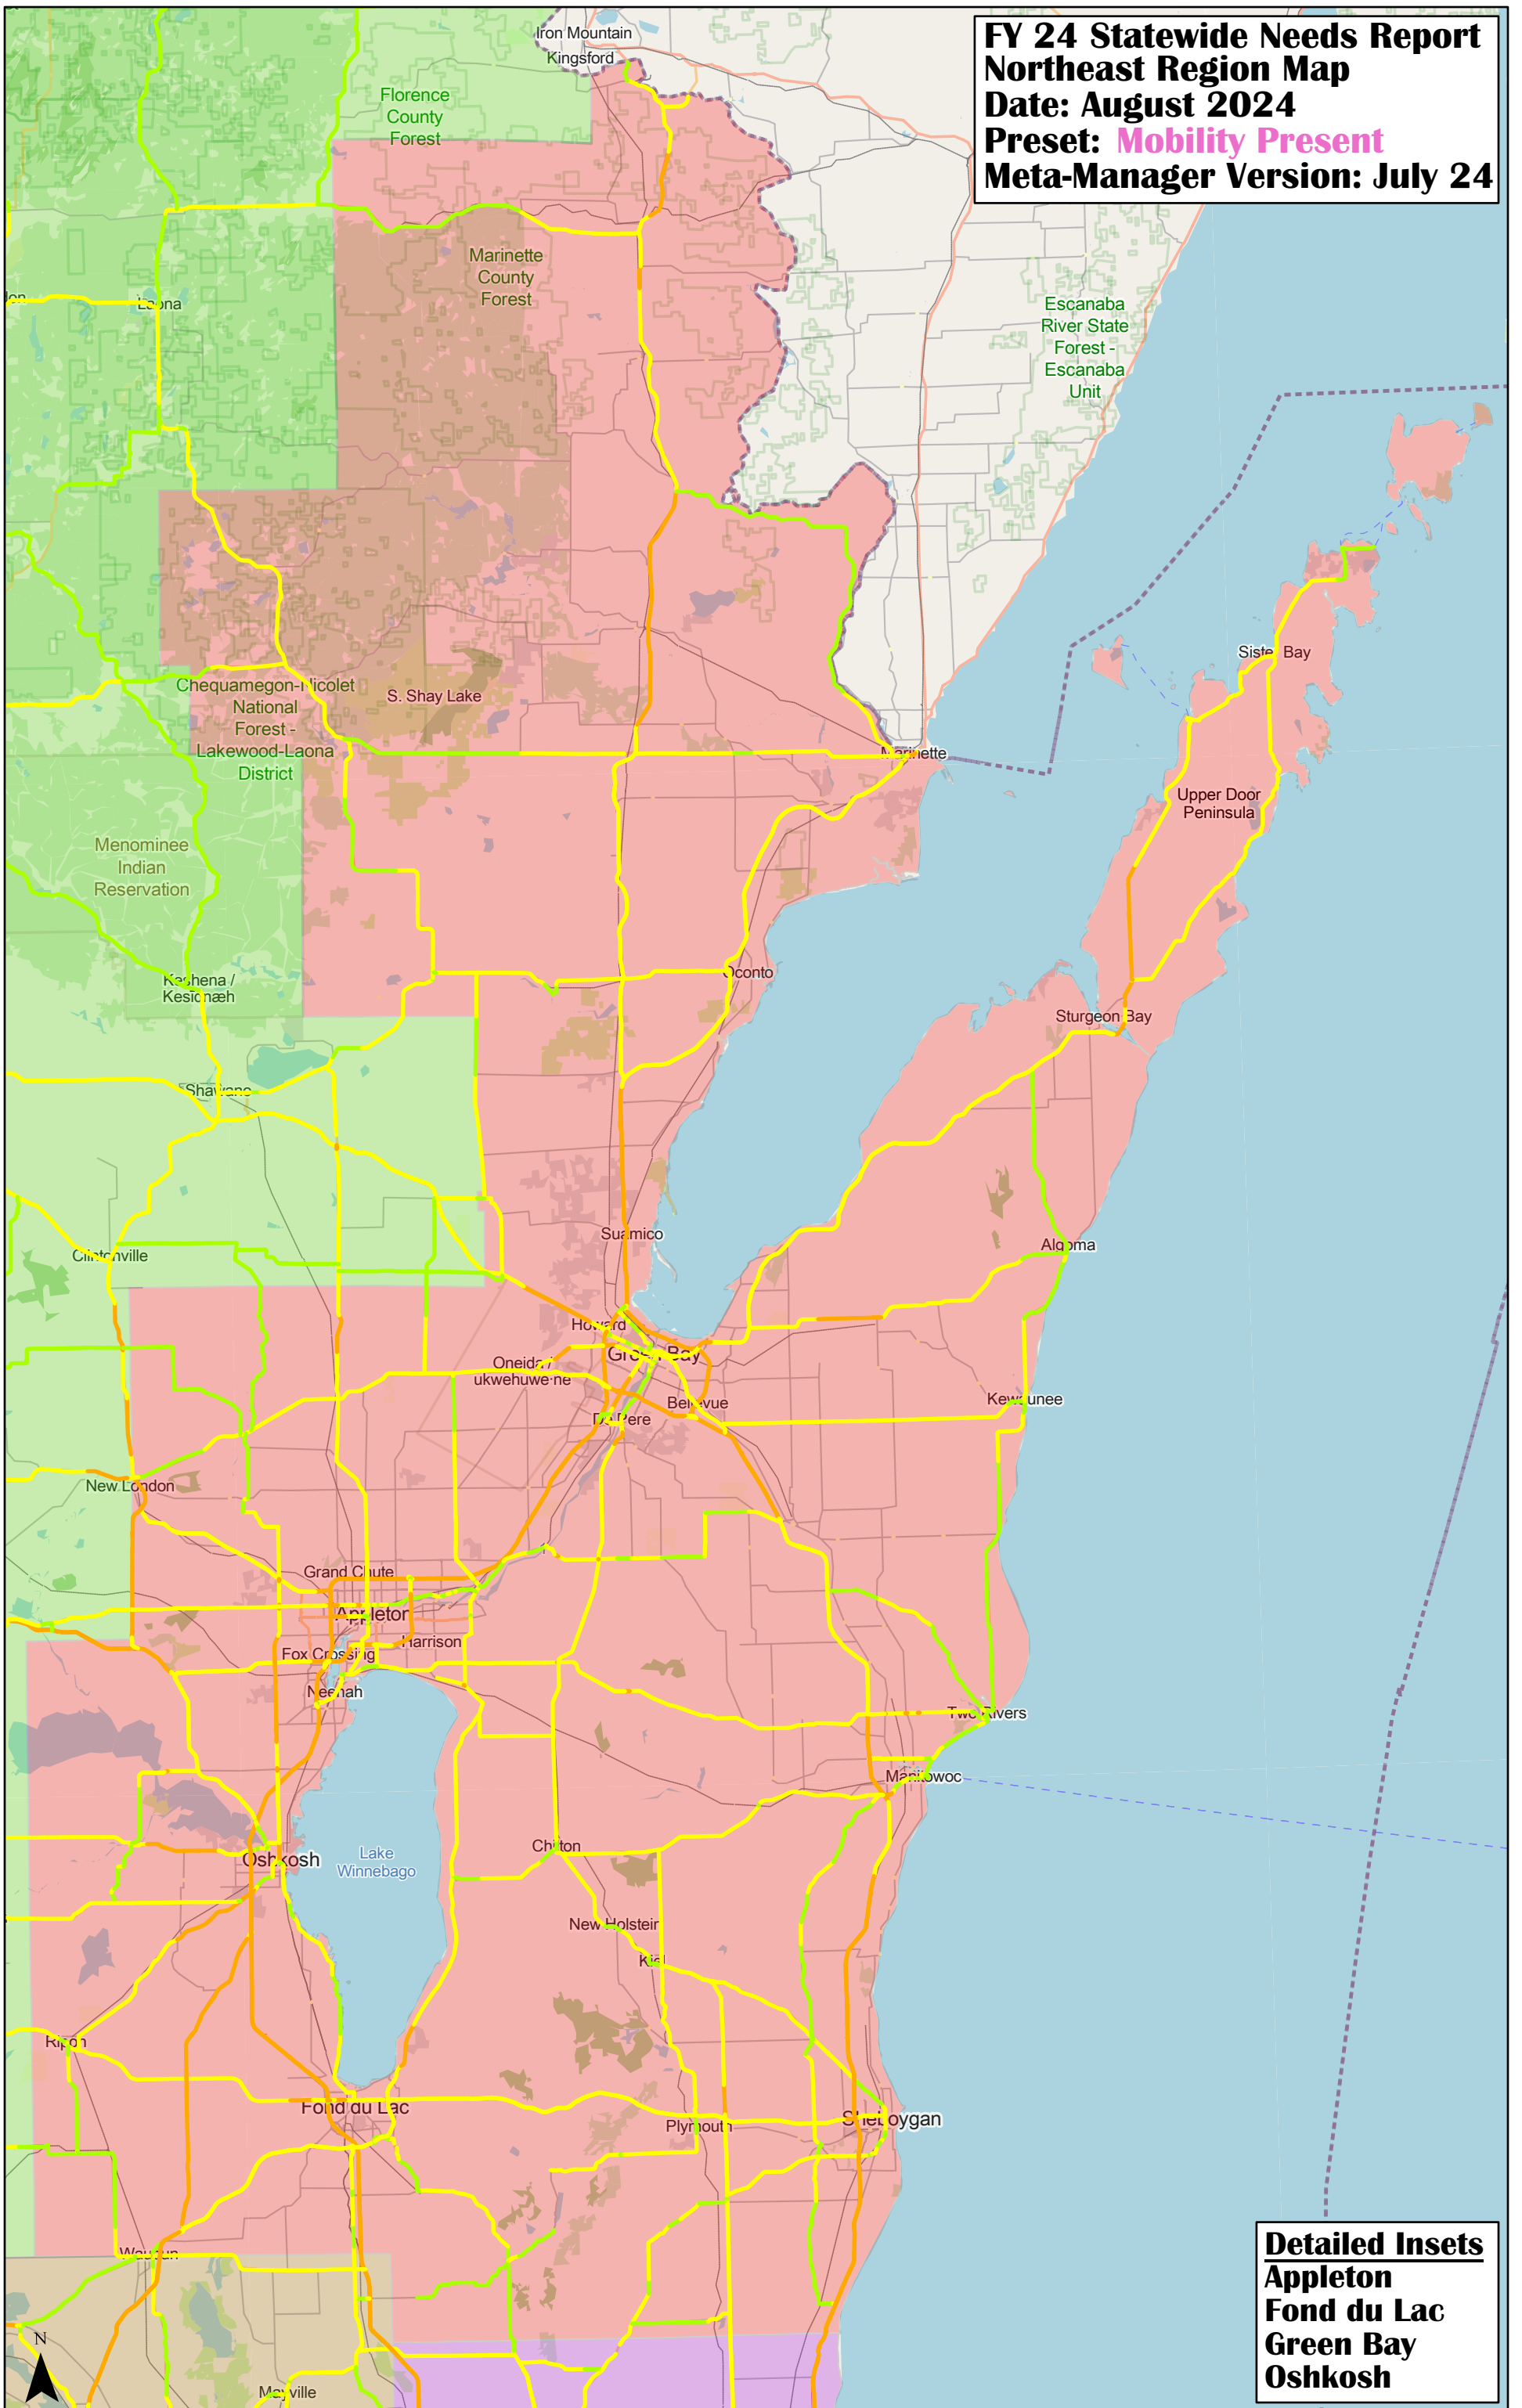 FY 24 Statewide Needs Report
Northeast Region Map
Date: August 2024
Preset: Mobility Present
Meta-Manager Version: July 24
Iron Mountain
Kingsford
Florence
County
Forest
Marinette
County
Forest
Escanaba
River State
Forest -
Escanaba
Unit
Laona
Sister Bay
Chequamegon-Nicolet
National
Forest -
Lakewood-Laona
District
S. Shay Lake
Marinette
Upper Door
Peninsula
Menominee
Indian
Reservation
Keshena /
Kesīqnæh
Oconto
Sturgeon Bay
Shawano
Suamico
Algoma
Clintonville
Howard
Green Bay
Oneida /
ukwehuwe·ne
Bellevue
De Pere
Kewaunee
New London
Grand Chute
Appleton
Harrison
Fox Crossing
Neenah
Two Rivers
Manitowoc
Chilton
Oshkosh
Lake
Winnebago
New Holstein
Kiel
Ripon
Fond du Lac
Plymouth
Sheboygan
Waupun
Mayville
N
Detailed Insets
Appleton
Fond du Lac
Green Bay
Oshkosh